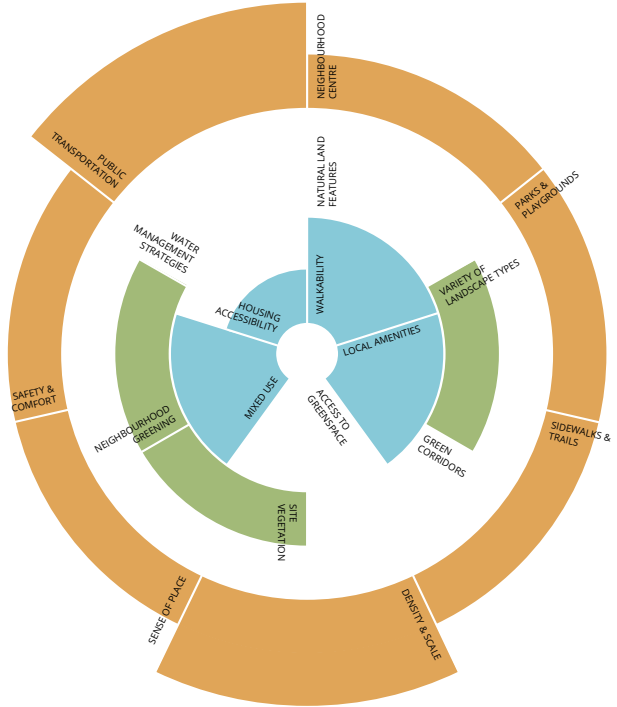 NEIGHBOURHOOD
CENTRE
PARKS &
PLAYGROUNDS
SIDEWALKS &
TRAILS
DENSITY & SCALE
SENSE OF PLACE
SAFETY &
COMFORT
PUBLIC
TRANSPORTATION
NATURAL LAND
FEATURES
VARIETY OF
LANDSCAPE TYPES
GREEN
CORRIDORS
SITE
VEGETATION
NEIGHBOURHOOD
GREENING
WATER
MANAGEMENT
STRATEGIES
WALKABILITY
LOCAL AMENITIES
ACCESS TO
GREENSPACE
MIXED USE
HOUSING
ACCESSIBILITY